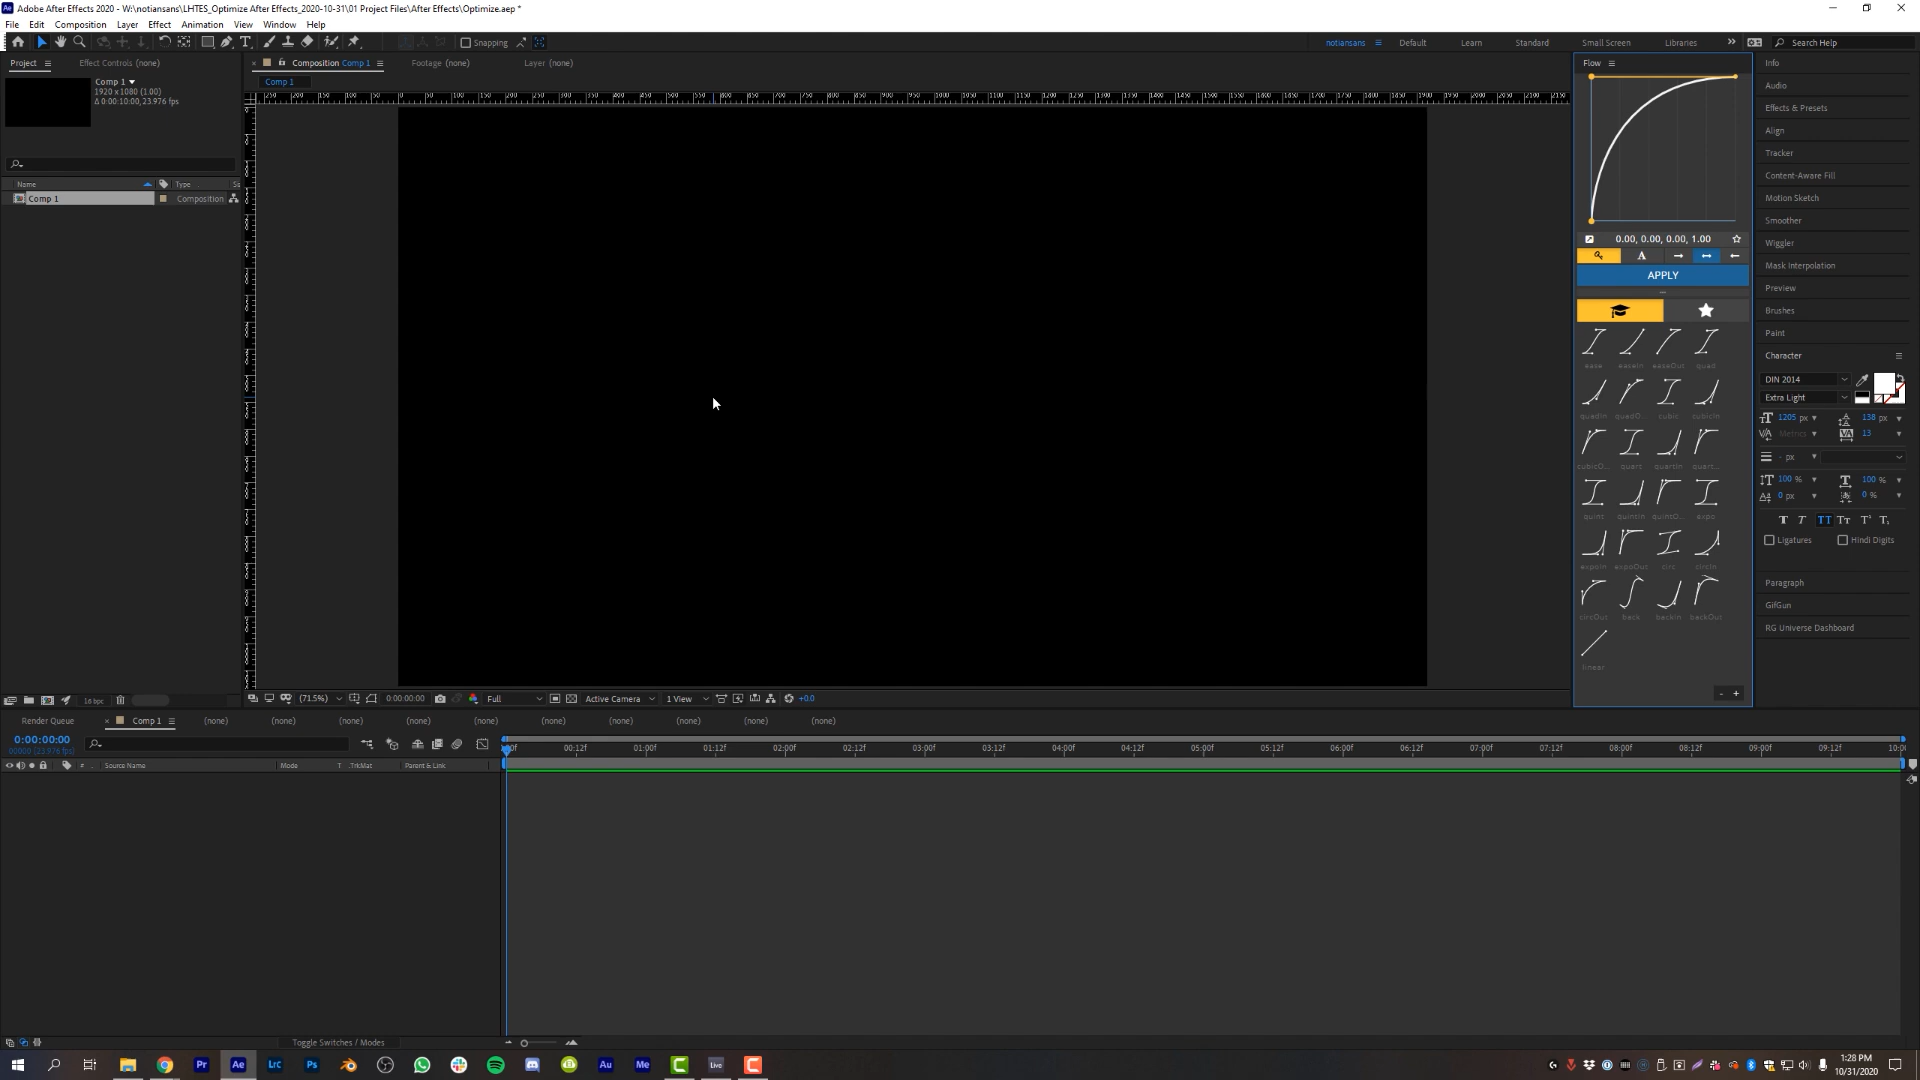 Adobe After Effects 2020 - W:\notiansans\LHTES_Optimize After Effects_2020-10-31\01 Project Files\After Effects\Optimize.aep *
File Edit Composition Layer Effect Animation View Window Help
Snapping
notiansans Default Learn Standard Small Screen Libraries Search Help
Project Effect Controls (none)
Composition Comp 1 Footage (none) Layer (none)
Comp 1
Comp 1
1920 x 1080 (1.00)
Δ 0:00:10:00, 23.976 fps
Name Type
Comp 1 Composition
16 bpc
(71.5%) 0:00:00:00 Full Active Camera 1 View +0.0
Flow
0.00, 0.00, 0.00, 1.00
APPLY
ease easeIn easeOut quad
quadIn quadO... cubic cubicIn
cubicO... quart quartIn quart...
quint quintIn quintO... expo
expoIn expoOut circ circIn
circOut back backIn backOut
linear
Info
Audio
Effects & Presets
Align
Tracker
Content-Aware Fill
Motion Sketch
Smoother
Wiggler
Mask Interpolation
Preview
Brushes
Paint
Character
DIN 2014
Extra Light
1205 px 138 px
Metrics 13
- px
100 % 100 %
0 px 0 %
Ligatures Hindi Digits
Paragraph
GifGun
RG Universe Dashboard
Render Queue Comp 1 (none) (none) (none) (none) (none) (none) (none) (none) (none) (none)
0:00:00:00
00000 (23.976 fps)
00:12f 01:00f 01:12f 02:00f 02:12f 03:00f 03:12f 04:00f 04:12f 05:00f 05:12f 06:00f 06:12f 07:00f 07:12f 08:00f 08:12f 09:00f 09:12f
# Source Name Mode T .TrkMat Parent & Link
Toggle Switches / Modes
Pr Ae LrC Ps Au Me Live
1:28 PM
10/31/2020